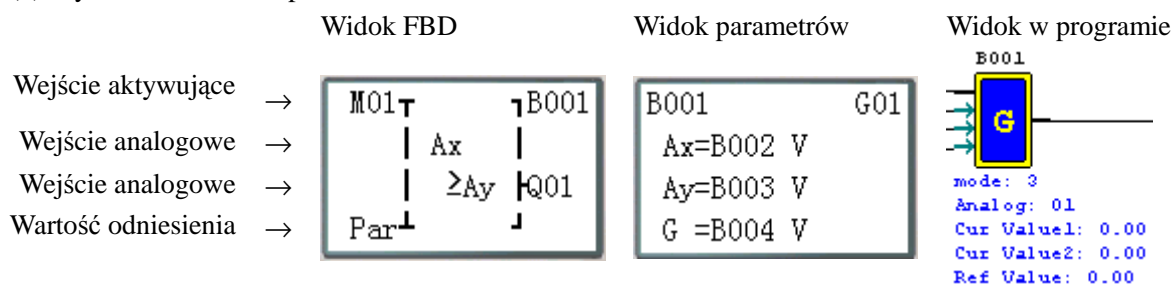 Widok FBD Widok parametrów Widok w programie
Wejście aktywujące →
Wejście analogowe →
Wejście analogowe →
Wartość odniesienia →
M01 B001
Ax
≥Ay Q01
Par
B001 G01
Ax=B002 V
Ay=B003 V
G =B004 V
B001
G
mode: 3
Analog: 01
Cur Value1: 0.00
Cur Value2: 0.00
Ref Value: 0.00